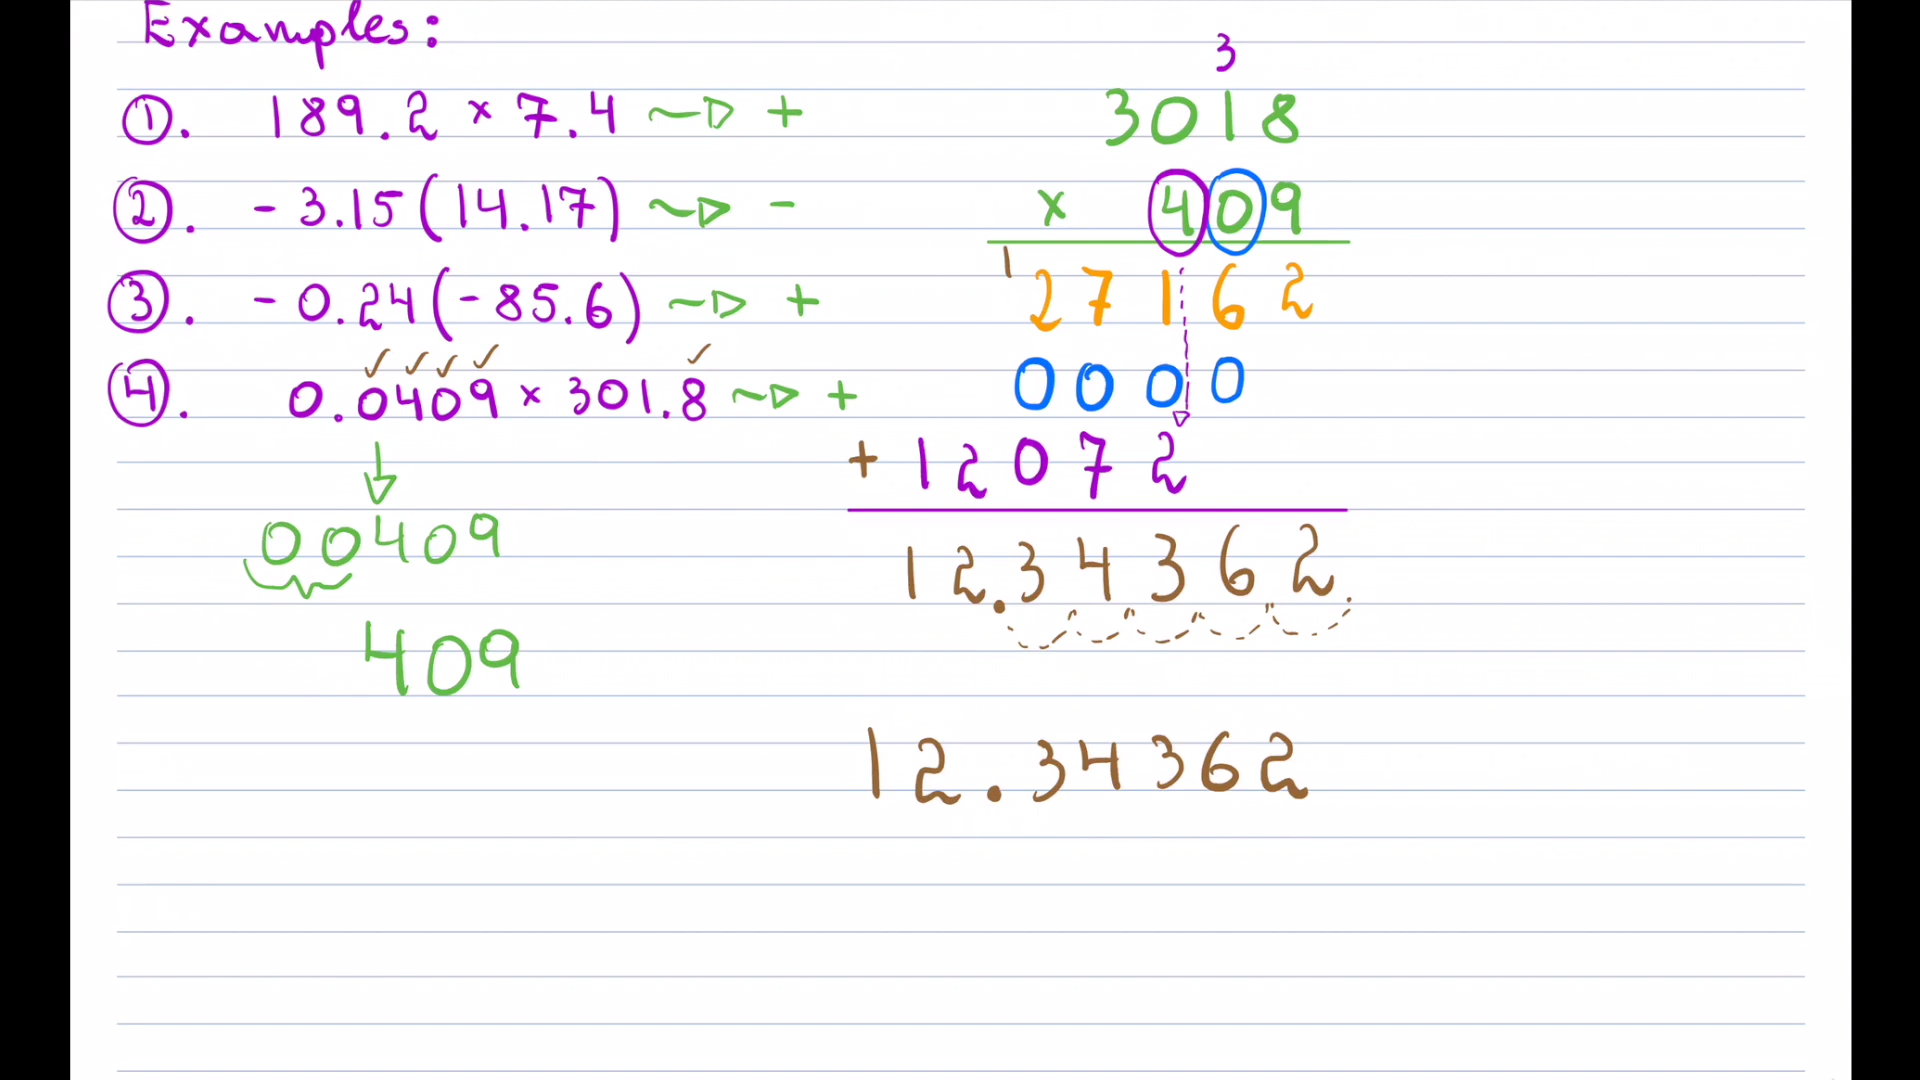 Examples:
①. 189.2 × 7.4 ~▷ +
②. - 3.15(14.17) ~▷ -
③. - 0.24(-85.6) ~▷ +
✓ ✓ ✓ ✓ ✓
④. 0.0409 × 301.8 ~▷ +
↓
00409
409
3
3018
× 409
1
27162
0000
+ 12072
12.34362.
12.34362